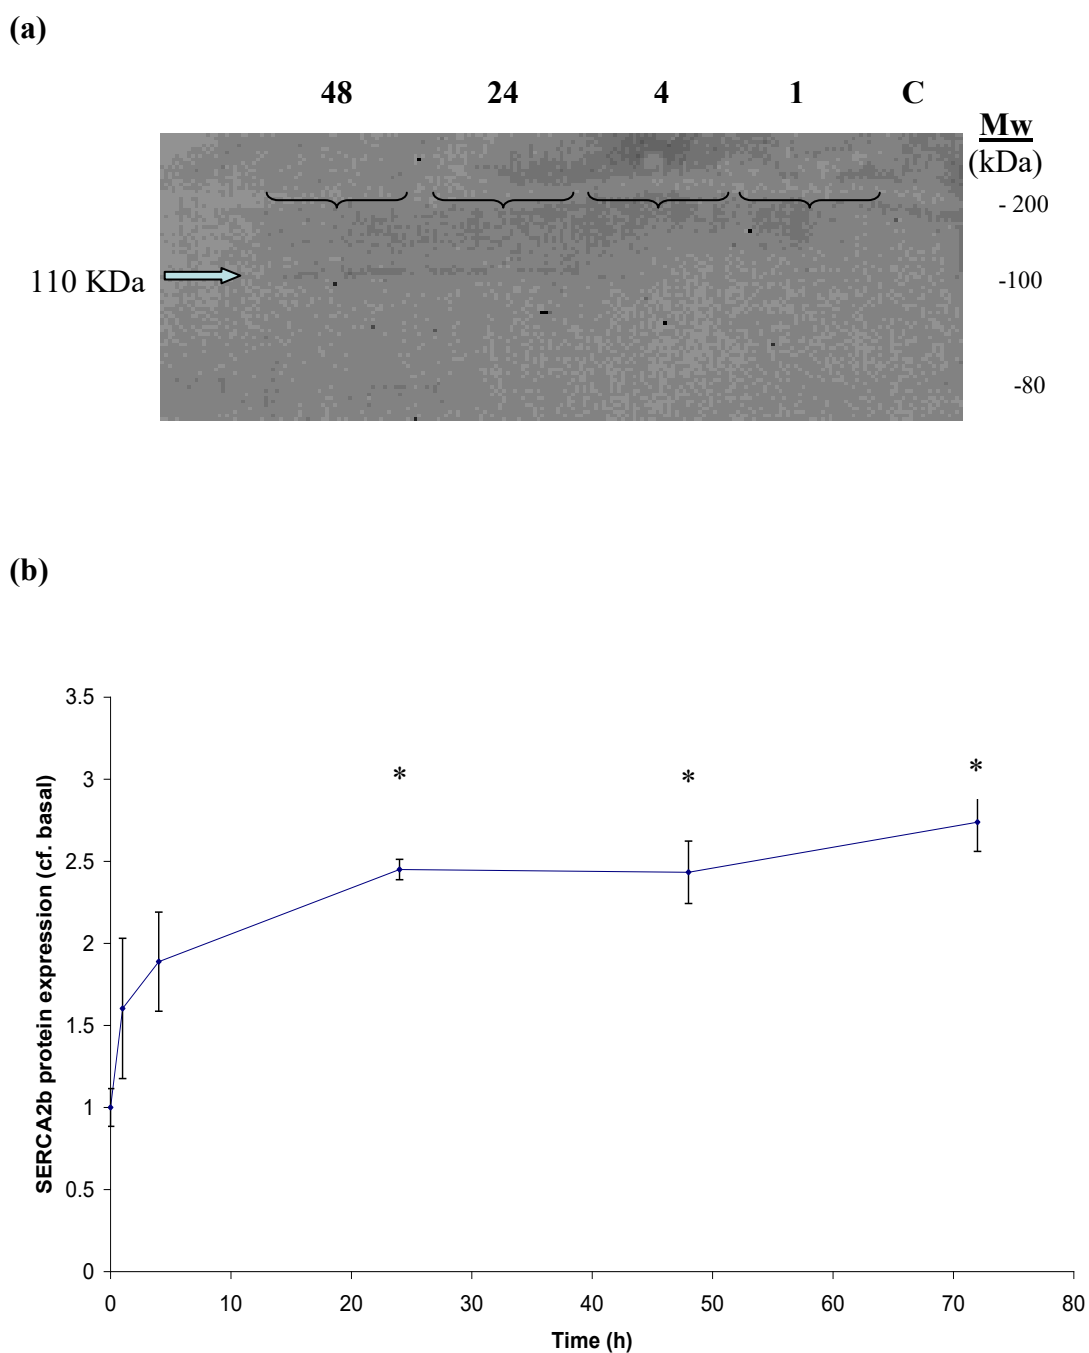 (a)
48 24 4 1 C
Mw
(kDa)
- 200
110 KDa
-100
-80
(b)
3.5
3
2.5
2
1.5
1
0.5
0
* * *
SERCA2b protein expression (cf. basal)
0 10 20 30 40 50 60 70 80
Time (h)